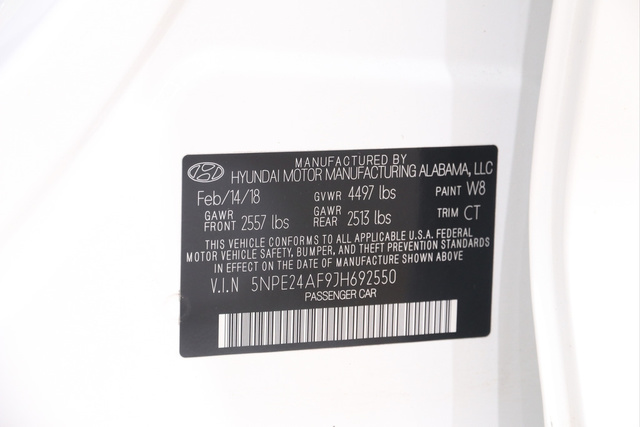 MANUFACTURED BY
HYUNDAI MOTOR MANUFACTURING ALABAMA, LLC
Feb/14/18 GVWR 4497 lbs PAINT W8
GAWR FRONT 2557 lbs GAWR REAR 2513 lbs TRIM CT
THIS VEHICLE CONFORMS TO ALL APPLICABLE U.S.A. FEDERAL
MOTOR VEHICLE SAFETY, BUMPER, AND THEFT PREVENTION STANDARDS
IN EFFECT ON THE DATE OF MANUFACTURE SHOWN ABOVE
V.I.N 5NPE24AF9JH692550
PASSENGER CAR